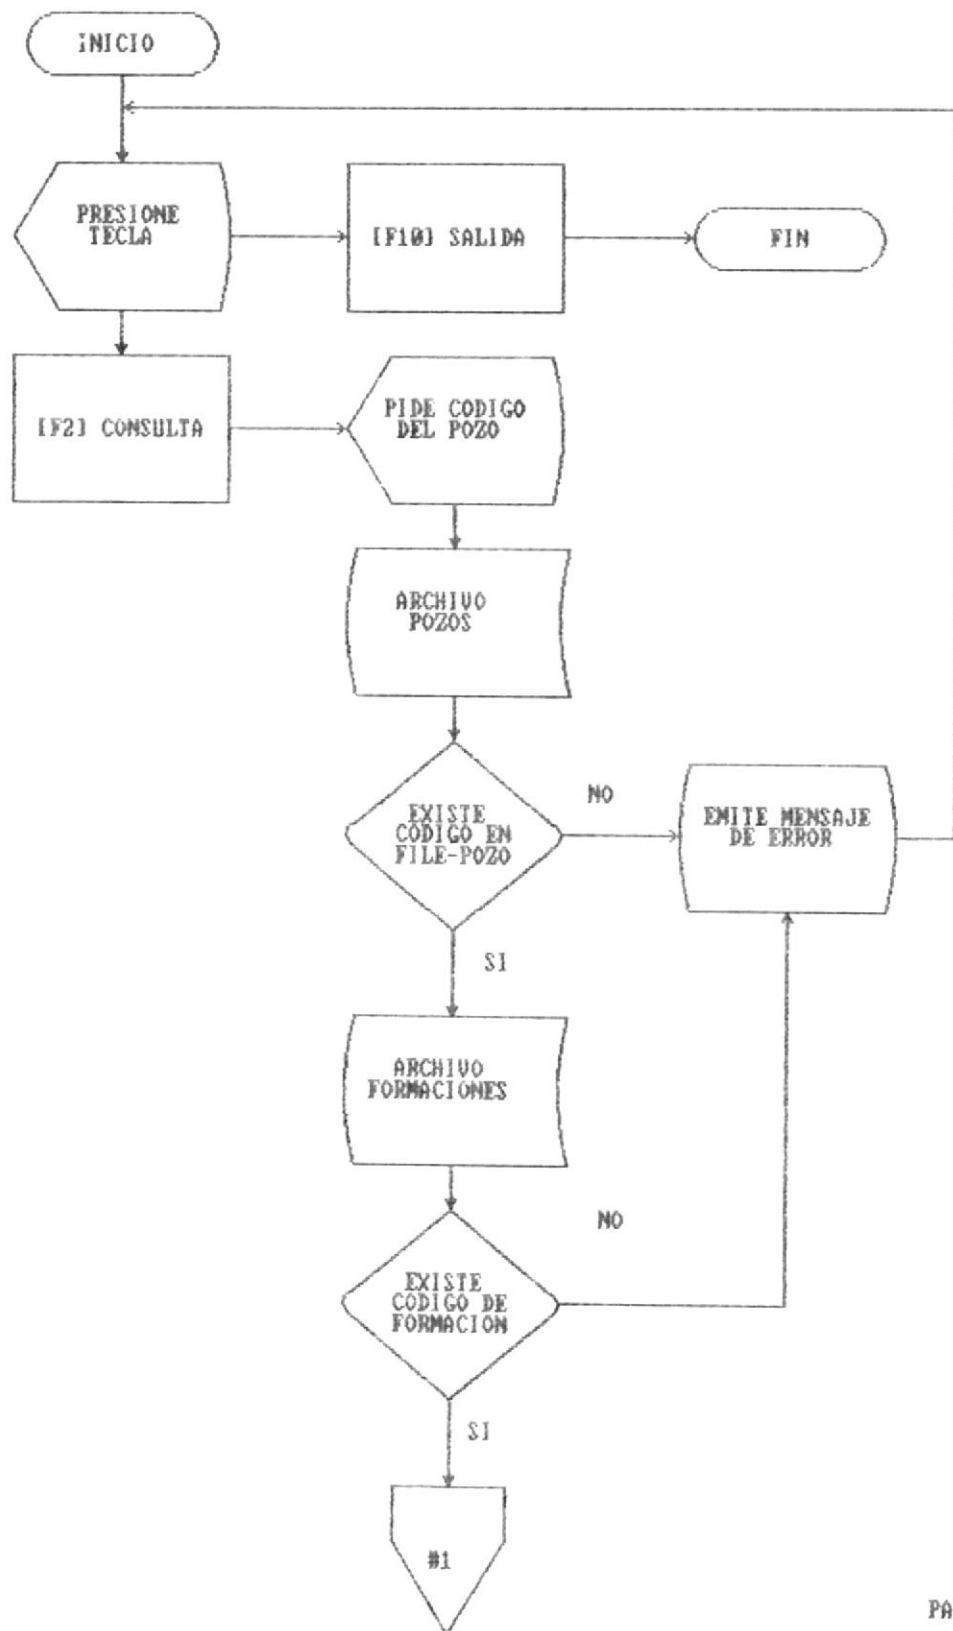 INICIO
PRESIONE
TECLA
[F10] SALIDA
FIN
[F2] CONSULTA
PIDE CODIGO
DEL POZO
ARCHIVO
POZOS
EXISTE
CODIGO EN
FILE-POZO
NO
EMITE MENSAJE
DE ERROR
SI
ARCHIVO
FORMACIONES
NO
EXISTE
CODIGO DE
FORMACION
SI
#1
PA